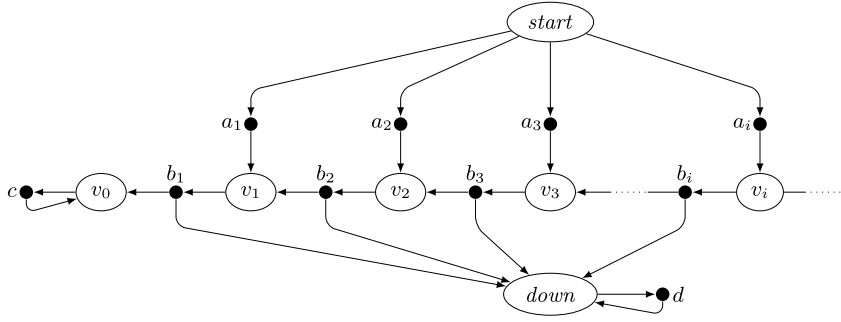 start
a₁ a₂ a₃ aᵢ
b₁ b₂ b₃ bᵢ
c v₀ v₁ v₂ v₃ vᵢ
down d